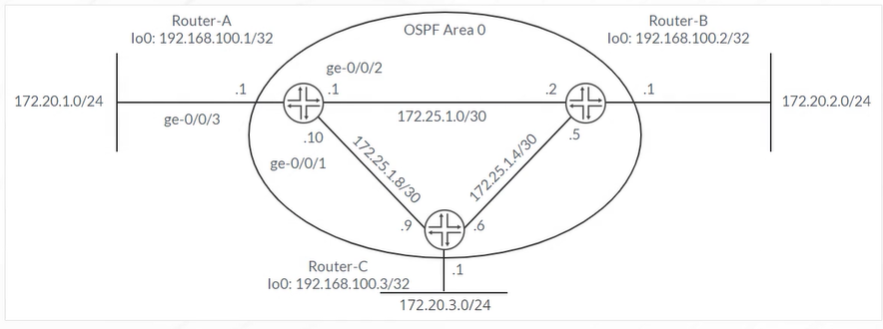 Router-A
lo0: 192.168.100.1/32
Router-B
lo0: 192.168.100.2/32
OSPF Area 0
ge-0/0/2
172.20.1.0/24
.1
.1
.2
.1
172.20.2.0/24
ge-0/0/3
172.25.1.0/30
.10
.5
ge-0/0/1
172.25.1.8/30
172.25.1.4/30
.9
.6
Router-C
lo0: 192.168.100.3/32
.1
172.20.3.0/24